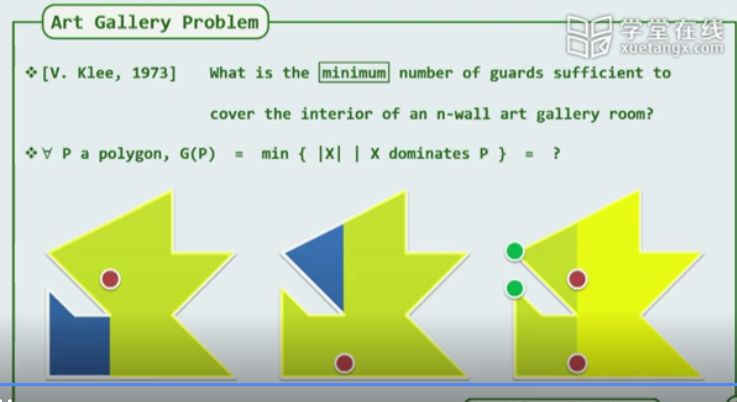 Art Gallery Problem
学堂在线
xuetangx.com
❖[V. Klee, 1973] What is the minimum number of guards sufficient to
cover the interior of an n-wall art gallery room?
❖∀ P a polygon, G(P) = min { |X| | X dominates P } = ?